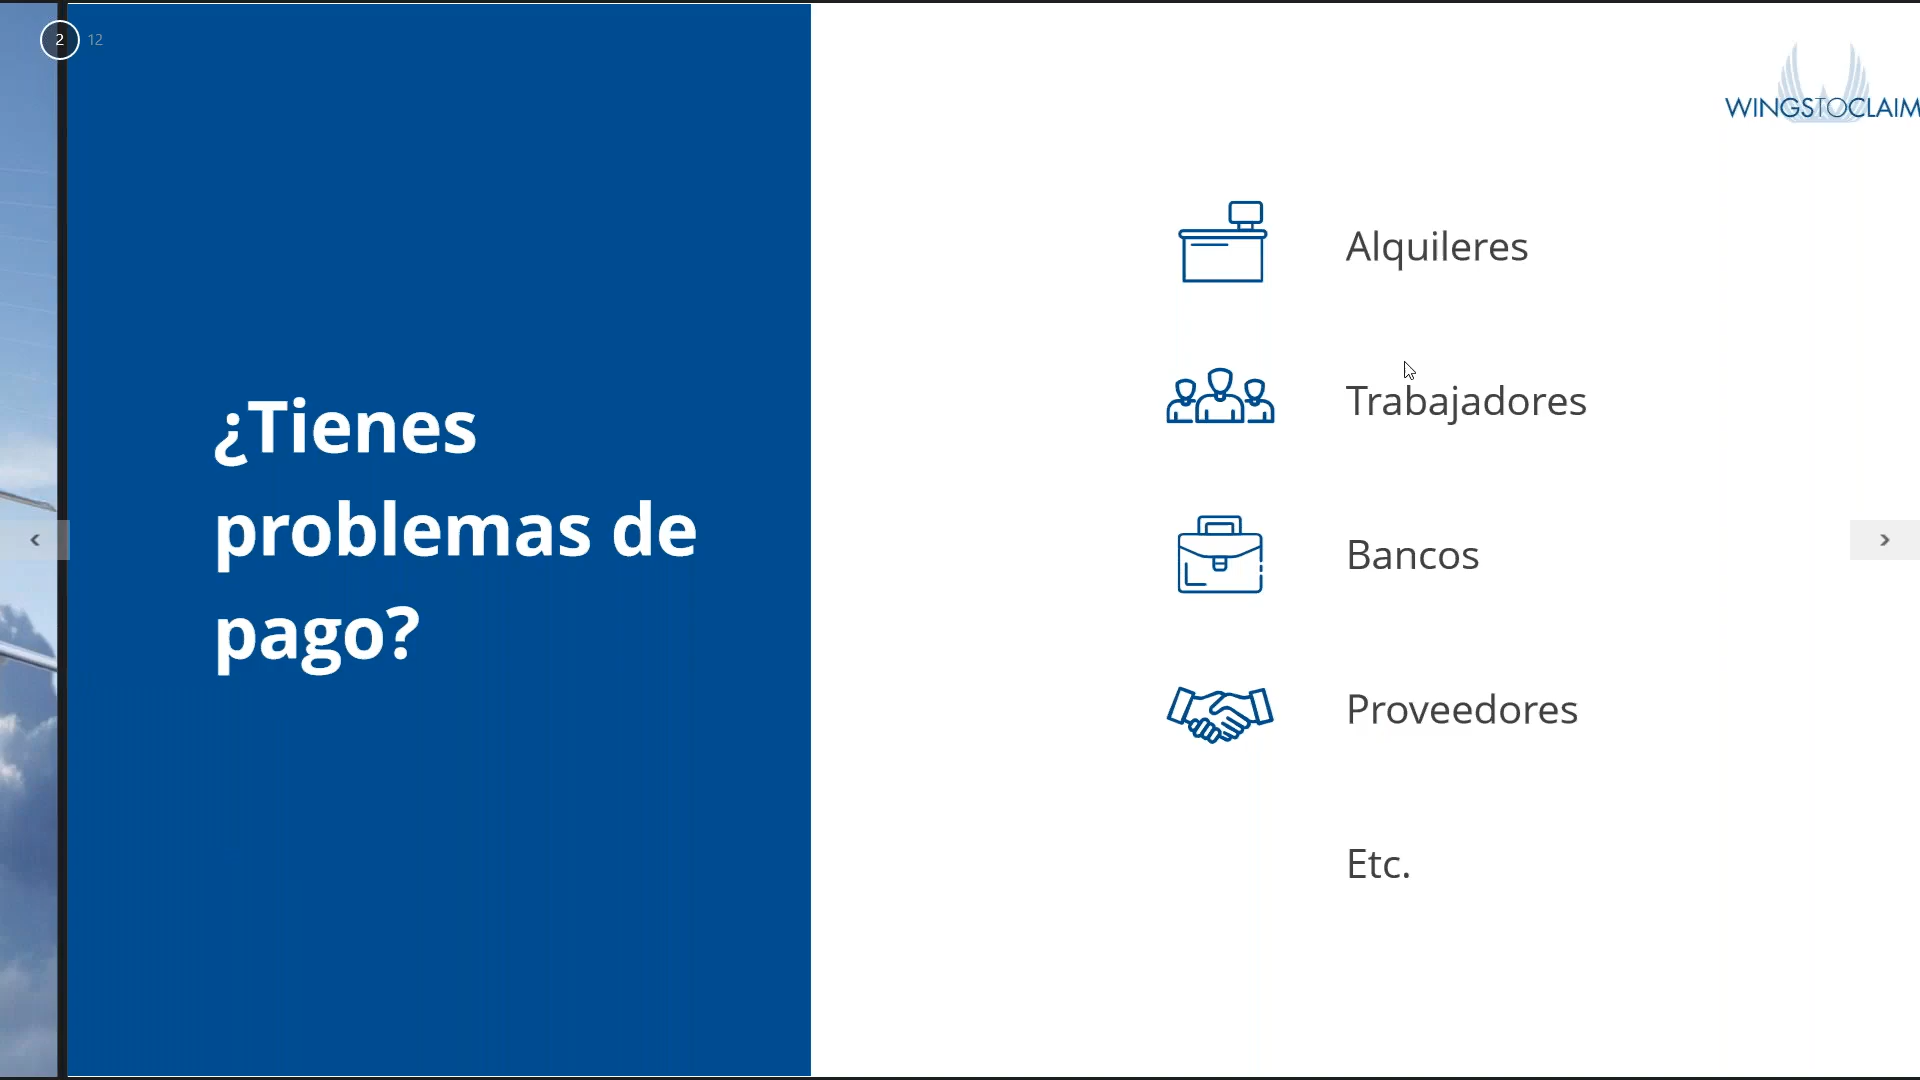 2 12
WINGSTOCLAIM
¿Tienes
problemas de
pago?
Alquileres
Trabajadores
Bancos
Proveedores
Etc.